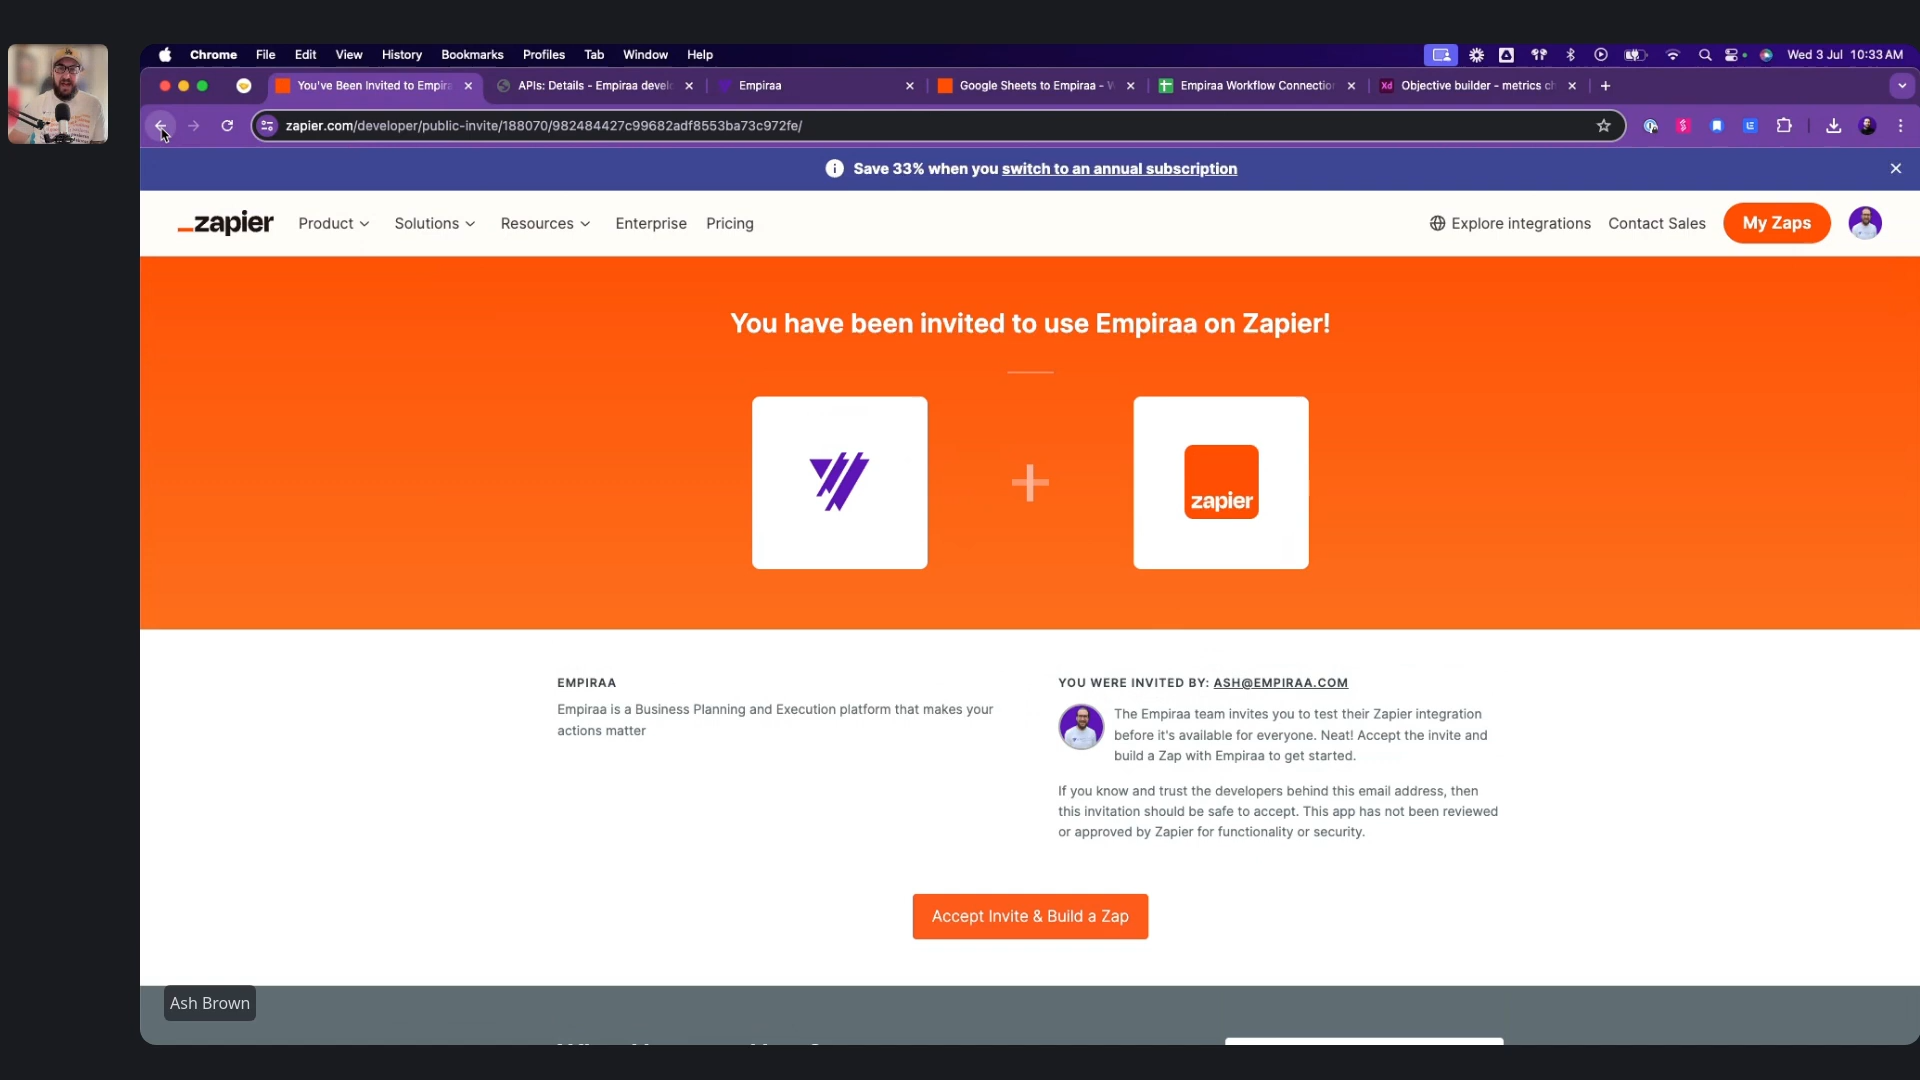 Chrome File Edit View History Bookmarks Profiles Tab Window Help
Wed 3 Jul 10:33 AM
You've Been Invited to Empira
APIs: Details - Empiraa devel
Empiraa
Google Sheets to Empiraa -
Empiraa Workflow Connection
Xd
Objective builder - metrics ch
zapier.com/developer/public-invite/188070/982484427c99682adf8553ba73c972fe/
Save 33% when you switch to an annual subscription
zapier
Product
Solutions
Resources
Enterprise
Pricing
Explore integrations
Contact Sales
My Zaps
You have been invited to use Empiraa on Zapier!
zapier
EMPIRAA
Empiraa is a Business Planning and Execution platform that makes your
actions matter
YOU WERE INVITED BY: ASH@EMPIRAA.COM
The Empiraa team invites you to test their Zapier integration
before it's available for everyone. Neat! Accept the invite and
build a Zap with Empiraa to get started.
If you know and trust the developers behind this email address, then
this invitation should be safe to accept. This app has not been reviewed
or approved by Zapier for functionality or security.
Accept Invite & Build a Zap
Ash Brown